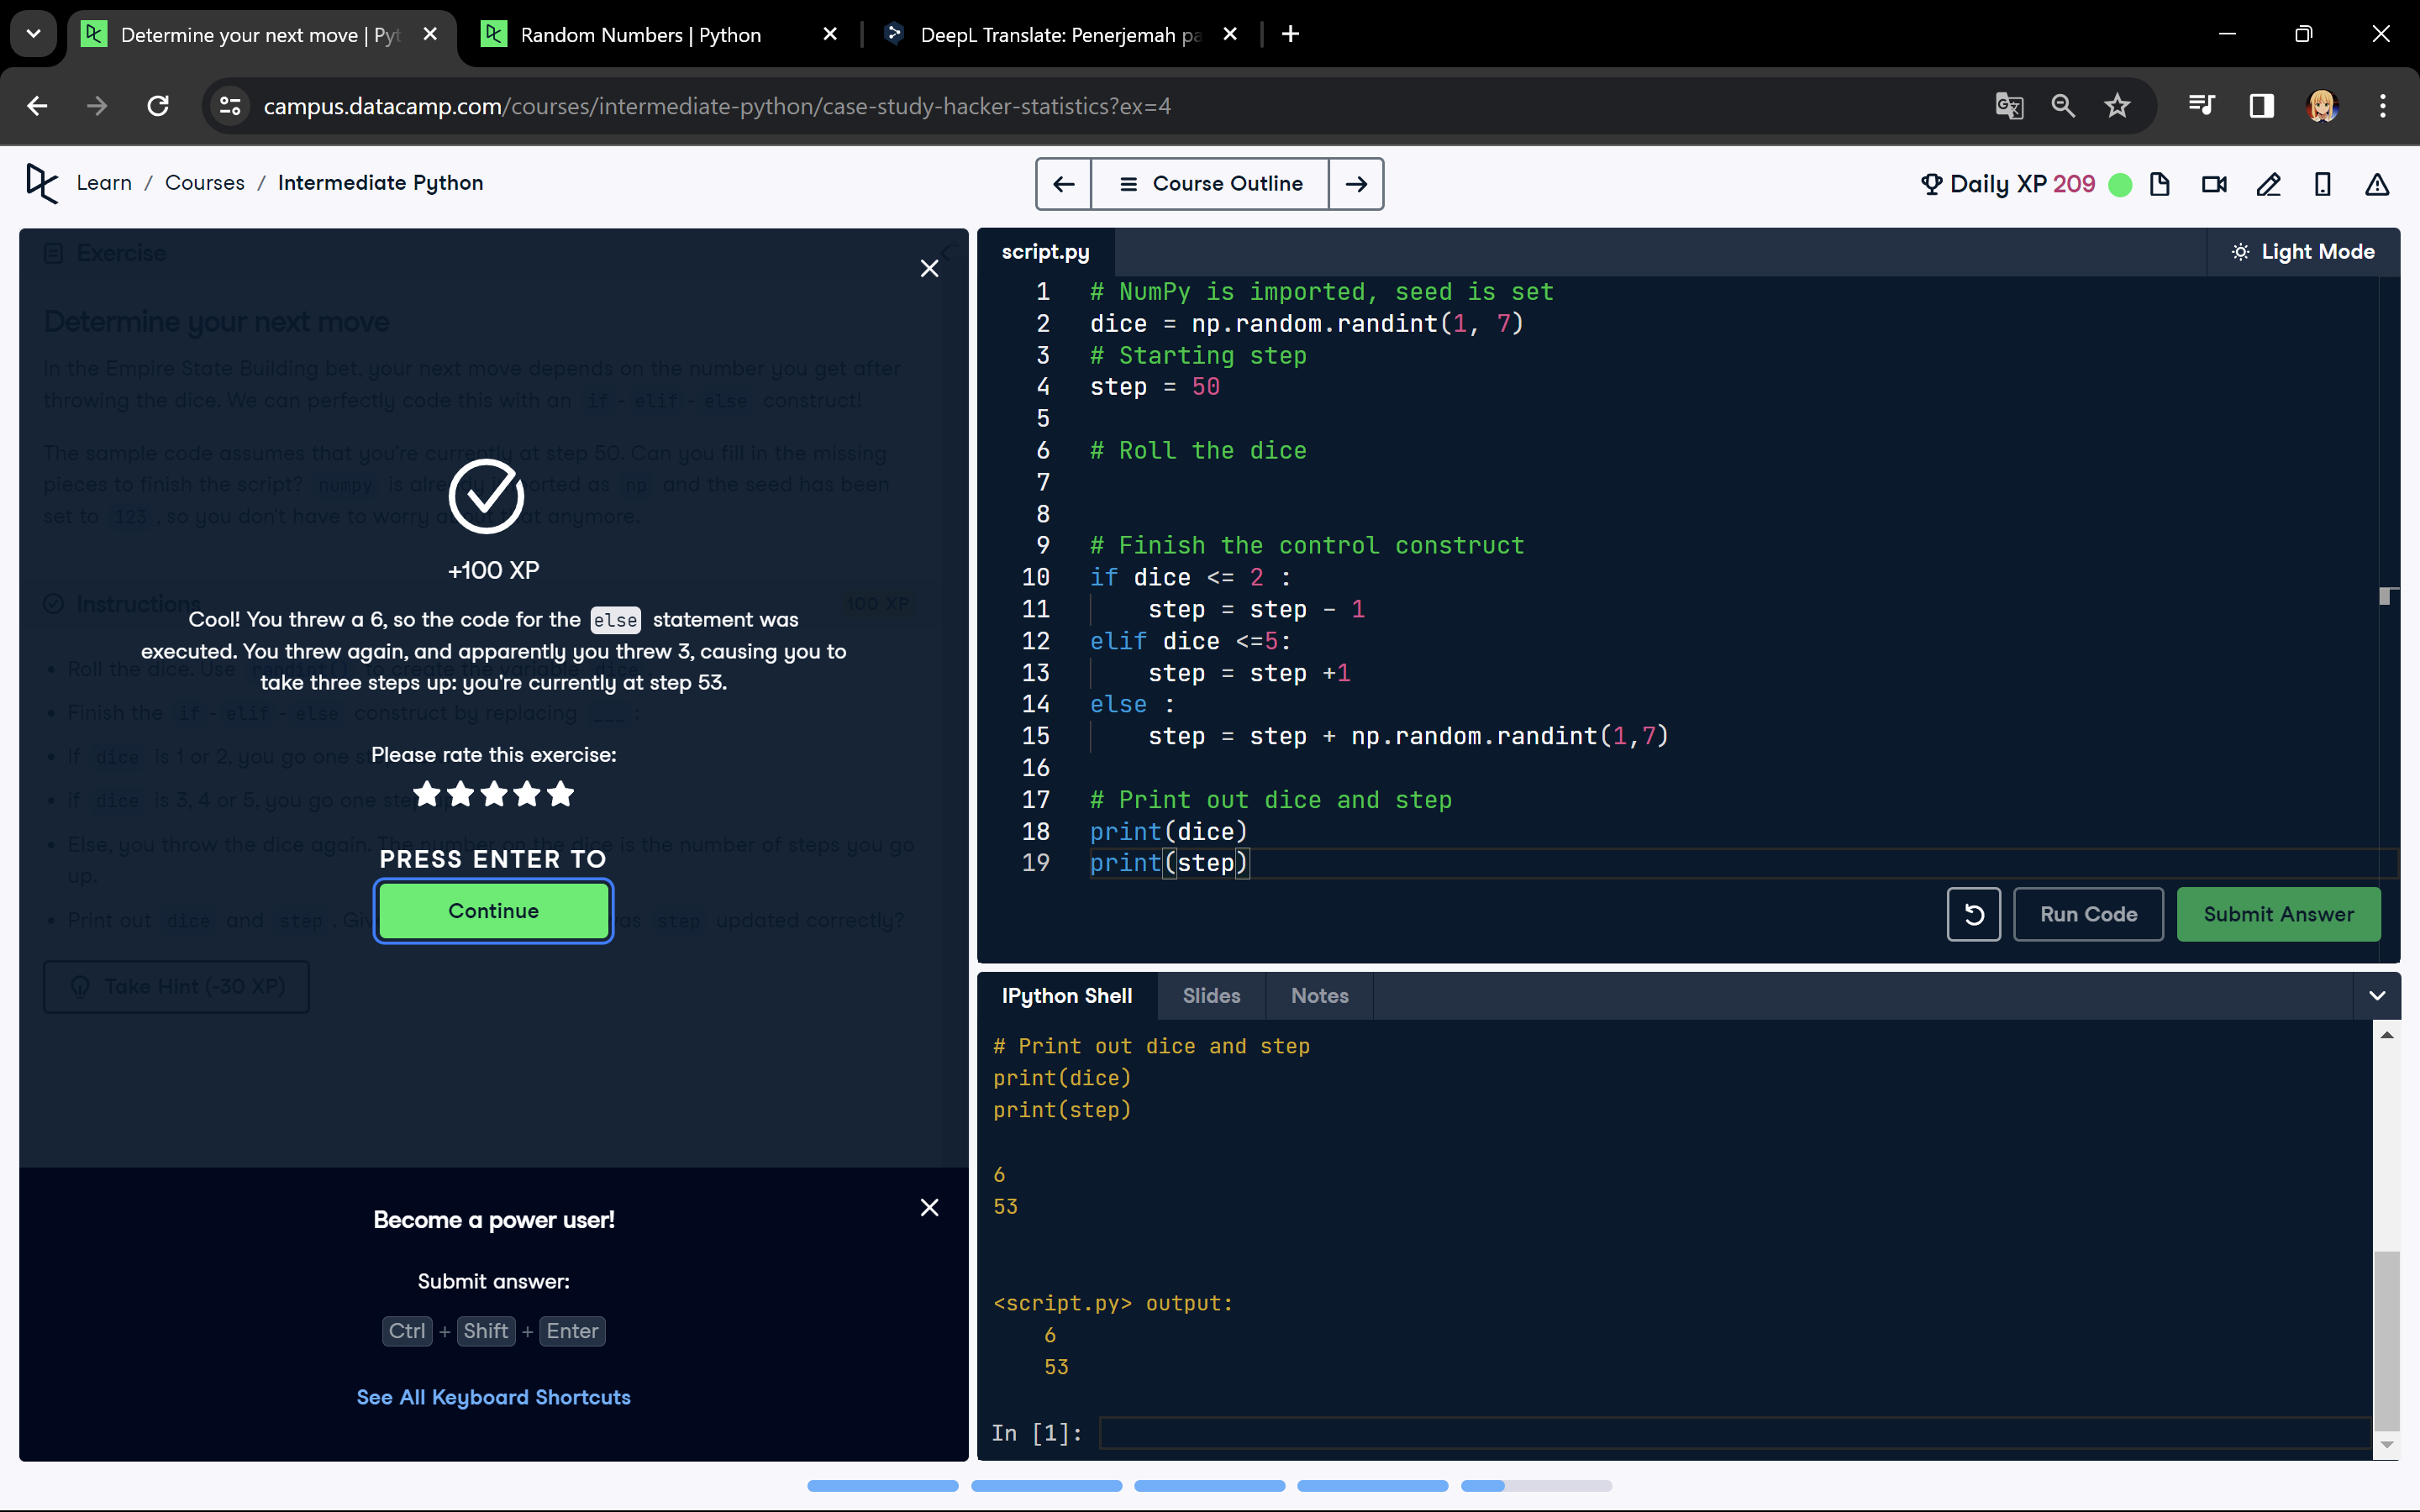 Determine your next move | Pyt
Random Numbers | Python
DeepL Translate: Penerjemah pa
campus.datacamp.com/courses/intermediate-python/case-study-hacker-statistics?ex=4
Learn / Courses / Intermediate Python
Course Outline
Daily XP 209
Exercise
Determine your next move
In the Empire State Building bet, your next move depends on the number you get after
throwing the dice. We can perfectly code this with an if - elif - else construct!
The sample code assumes that you're currently at step 50. Can you fill in the missing
pieces to finish the script? numpy is already imported as np and the seed has been
set to 123, so you don't have to worry about that anymore.
+100 XP
Instructions
100 XP
Cool! You threw a 6, so the code for the else statement was
executed. You threw again, and apparently you threw 3, causing you to
take three steps up: you're currently at step 53.
Roll the dice. Use randint() to create the variable dice.
Finish the if - elif - else construct by replacing ___:
If dice is 1 or 2, you go one st
Please rate this exercise:
if dice is 3, 4 or 5, you go one step up
Else, you throw the dice again. The number on the dice is the number of steps you go
up.
PRESS ENTER TO
Continue
Print out dice and step. Giv as step updated correctly?
Take Hint (-30 XP)
Become a power user!
Submit answer:
Ctrl + Shift + Enter
See All Keyboard Shortcuts
script.py
Light Mode
1 # NumPy is imported, seed is set
2 dice = np.random.randint(1, 7)
3 # Starting step
4 step = 50
5
6 # Roll the dice
7
8
9 # Finish the control construct
10 if dice <= 2 :
11 step = step - 1
12 elif dice <=5:
13 step = step +1
14 else :
15 step = step + np.random.randint(1,7)
16
17 # Print out dice and step
18 print(dice)
19 print(step)
Run Code
Submit Answer
IPython Shell
Slides
Notes
# Print out dice and step
print(dice)
print(step)
6
53
<script.py> output:
6
53
In [1]: